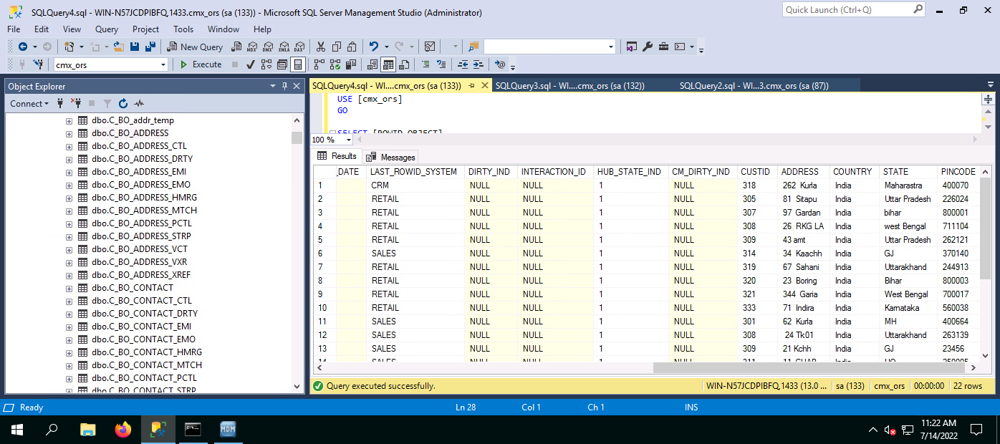 SQLQuery4.sql - WIN-N57JCDPIBFQ,1433.cmx_ors (sa (133)) - Microsoft SQL Server Management Studio (Administrator)
Quick Launch (Ctrl+Q)
File Edit View Query Project Tools Window Help
New Query MDX DMX XMLA DAX
cmx_ors Execute
Object Explorer
Connect
dbo.C_BO_addr_temp
dbo.C_BO_ADDRESS
dbo.C_BO_ADDRESS_CTL
dbo.C_BO_ADDRESS_DRTY
dbo.C_BO_ADDRESS_EMI
dbo.C_BO_ADDRESS_EMO
dbo.C_BO_ADDRESS_HMRG
dbo.C_BO_ADDRESS_MTCH
dbo.C_BO_ADDRESS_PCTL
dbo.C_BO_ADDRESS_STRP
dbo.C_BO_ADDRESS_VCT
dbo.C_BO_ADDRESS_VXR
dbo.C_BO_ADDRESS_XREF
dbo.C_BO_CONTACT
dbo.C_BO_CONTACT_CTL
dbo.C_BO_CONTACT_DRTY
dbo.C_BO_CONTACT_EMI
dbo.C_BO_CONTACT_EMO
dbo.C_BO_CONTACT_HMRG
dbo.C_BO_CONTACT_MTCH
dbo.C_BO_CONTACT_PCTL
dbo.C_BO_CONTACT_STRP
SQLQuery4.sql - WI....cmx_ors (sa (133)) SQLQuery3.sql - WI....cmx_ors (sa (132)) SQLQuery2.sql - WI...3.cmx_ors (sa (87))
USE [cmx_ors]
GO
SELECT [ROWID_OBJECT]
100 %
Results Messages
_DATE LAST_ROWID_SYSTEM DIRTY_IND INTERACTION_ID HUB_STATE_IND CM_DIRTY_IND CUSTID ADDRESS COUNTRY STATE PINCODE
1 CRM NULL NULL 1 NULL 318 262 Kurla India Maharastra 400070
2 RETAIL NULL NULL 1 NULL 305 81 Sitapu India Uttar Pradesh 226024
3 RETAIL NULL NULL 1 NULL 307 97 Gardan India bihar 800001
4 RETAIL NULL NULL 1 NULL 308 26 RKG LA India west Bengal 711104
5 RETAIL NULL NULL 1 NULL 309 43 amt India Uttar Pradesh 262121
6 SALES NULL NULL 1 NULL 314 34 Kaachh India GJ 370140
7 RETAIL NULL NULL 1 NULL 319 67 Sahani India Uttarakhand 244913
8 RETAIL NULL NULL 1 NULL 320 23 Boring India Bihar 800003
9 RETAIL NULL NULL 1 NULL 321 344 Garia India West Bengal 700017
10 RETAIL NULL NULL 1 NULL 333 71 Indira India Karnataka 560038
11 SALES NULL NULL 1 NULL 301 62 Kurla India MH 400664
12 SALES NULL NULL 1 NULL 308 24 Tk01 India Uttarakhand 263139
13 SALES NULL NULL 1 NULL 309 21 Kchh India GJ 23456
14 SALES NULL NULL 1 NULL 311 India
Query executed successfully. WIN-N57JCDPIBFQ,1433 (13.0 ... sa (133) cmx_ors 00:00:00 22 rows
Ready Ln 28 Col 1 Ch 1 INS
MDM
11:22 AM
7/14/2022